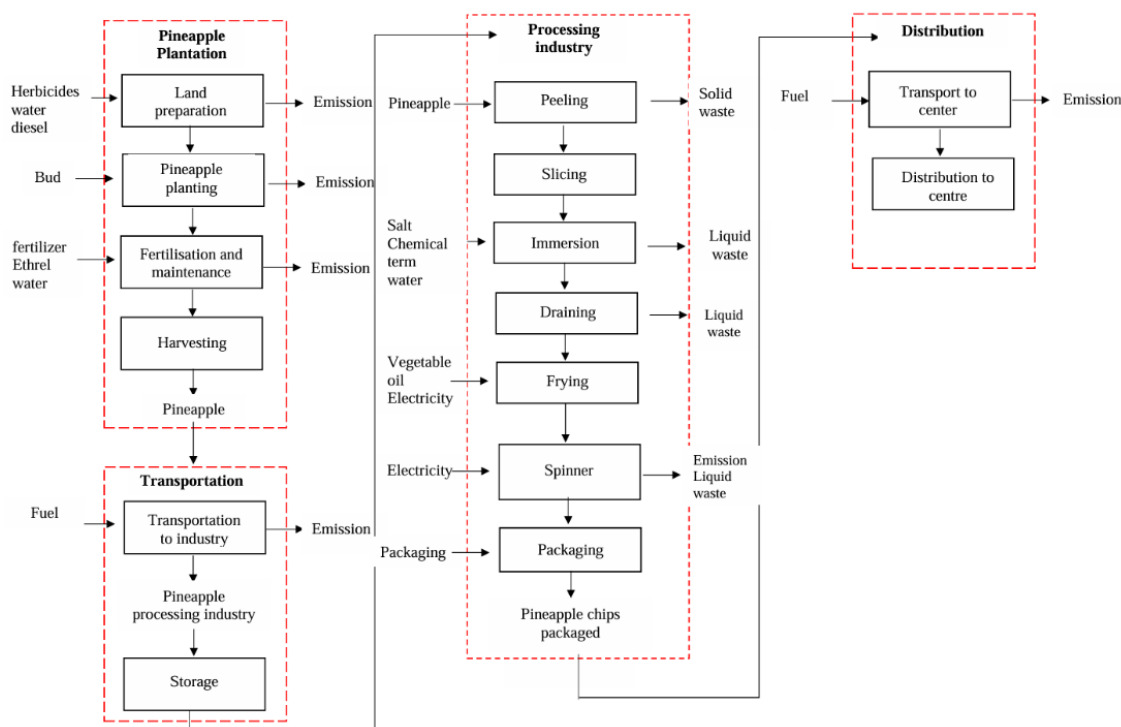 Pineapple
Plantation
Herbicides
water
diesel
Land
preparation
Emission
Bud
Pineapple
planting
Emission
fertilizer
Ethrel
water
Fertilisation and
maintenance
Emission
Harvesting
Pineapple
Transportation
Fuel
Transportation
to industry
Emission
Pineapple
processing industry
Storage
Processing
industry
Pineapple
Peeling
Solid
waste
Slicing
Salt
Chemical
term
water
Immersion
Liquid
waste
Draining
Liquid
waste
Vegetable
oil
Electricity
Frying
Electricity
Spinner
Emission
Liquid
waste
Packaging
Packaging
Pineapple chips
packaged
Distribution
Fuel
Transport to
center
Emission
Distribution to
centre